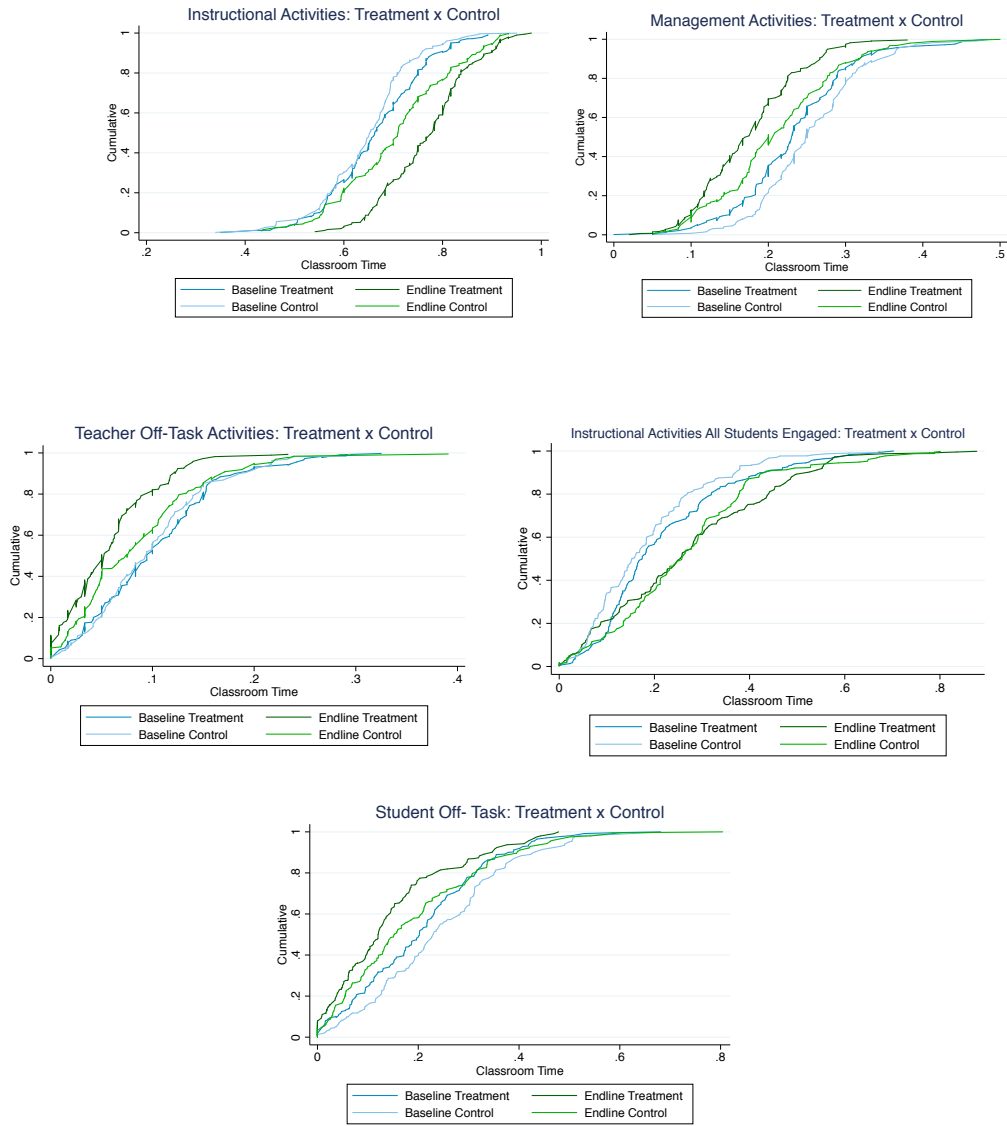 Instructional Activities: Treatment x Control
Cumulative
1
.8
.6
.4
.2
0
.2 .4 .6 .8 1
Classroom Time
Baseline Treatment Endline Treatment
Baseline Control Endline Control
Management Activities: Treatment x Control
Cumulative
1
.8
.6
.4
.2
0
0 .1 .2 .3 .4 .5
Classroom Time
Baseline Treatment Endline Treatment
Baseline Control Endline Control
Teacher Off-Task Activities: Treatment x Control
Cumulative
1
.8
.6
.4
.2
0
0 .1 .2 .3 .4
Classroom Time
Baseline Treatment Endline Treatment
Baseline Control Endline Control
Instructional Activities All Students Engaged: Treatment x Control
Cumulative
1
.8
.6
.4
.2
0
0 .2 .4 .6 .8
Classroom Time
Baseline Treatment Endline Treatment
Baseline Control Endline Control
Student Off- Task: Treatment x Control
Cumulative
1
.8
.6
.4
.2
0
0 .2 .4 .6 .8
Classroom Time
Baseline Treatment Endline Treatment
Baseline Control Endline Control